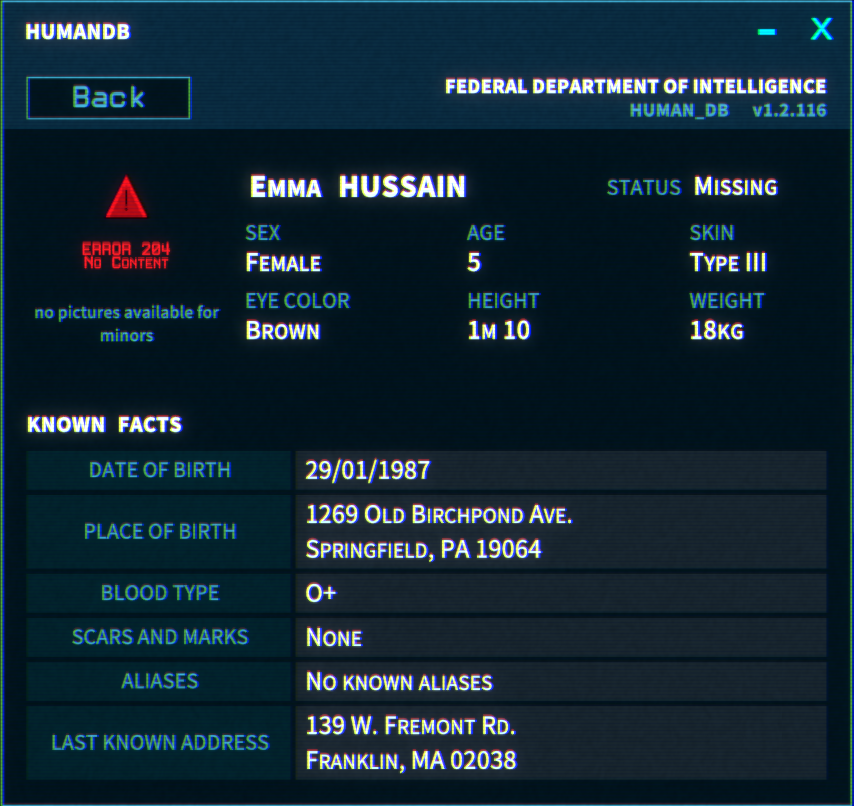 HUMANDB
– X
Back
FEDERAL DEPARTMENT OF INTELLIGENCE
HUMAN_DB v1.2.116
EMMA HUSSAIN
STATUS MISSING
ERROR 204
NO CONTENT
no pictures available for
minors
SEX AGE SKIN
FEMALE 5 TYPE III
EYE COLOR HEIGHT WEIGHT
BROWN 1M 10 18KG
KNOWN FACTS
DATE OF BIRTH 29/01/1987
PLACE OF BIRTH 1269 OLD BIRCHPOND AVE.
SPRINGFIELD, PA 19064
BLOOD TYPE O+
SCARS AND MARKS NONE
ALIASES NO KNOWN ALIASES
LAST KNOWN ADDRESS 139 W. FREMONT RD.
FRANKLIN, MA 02038